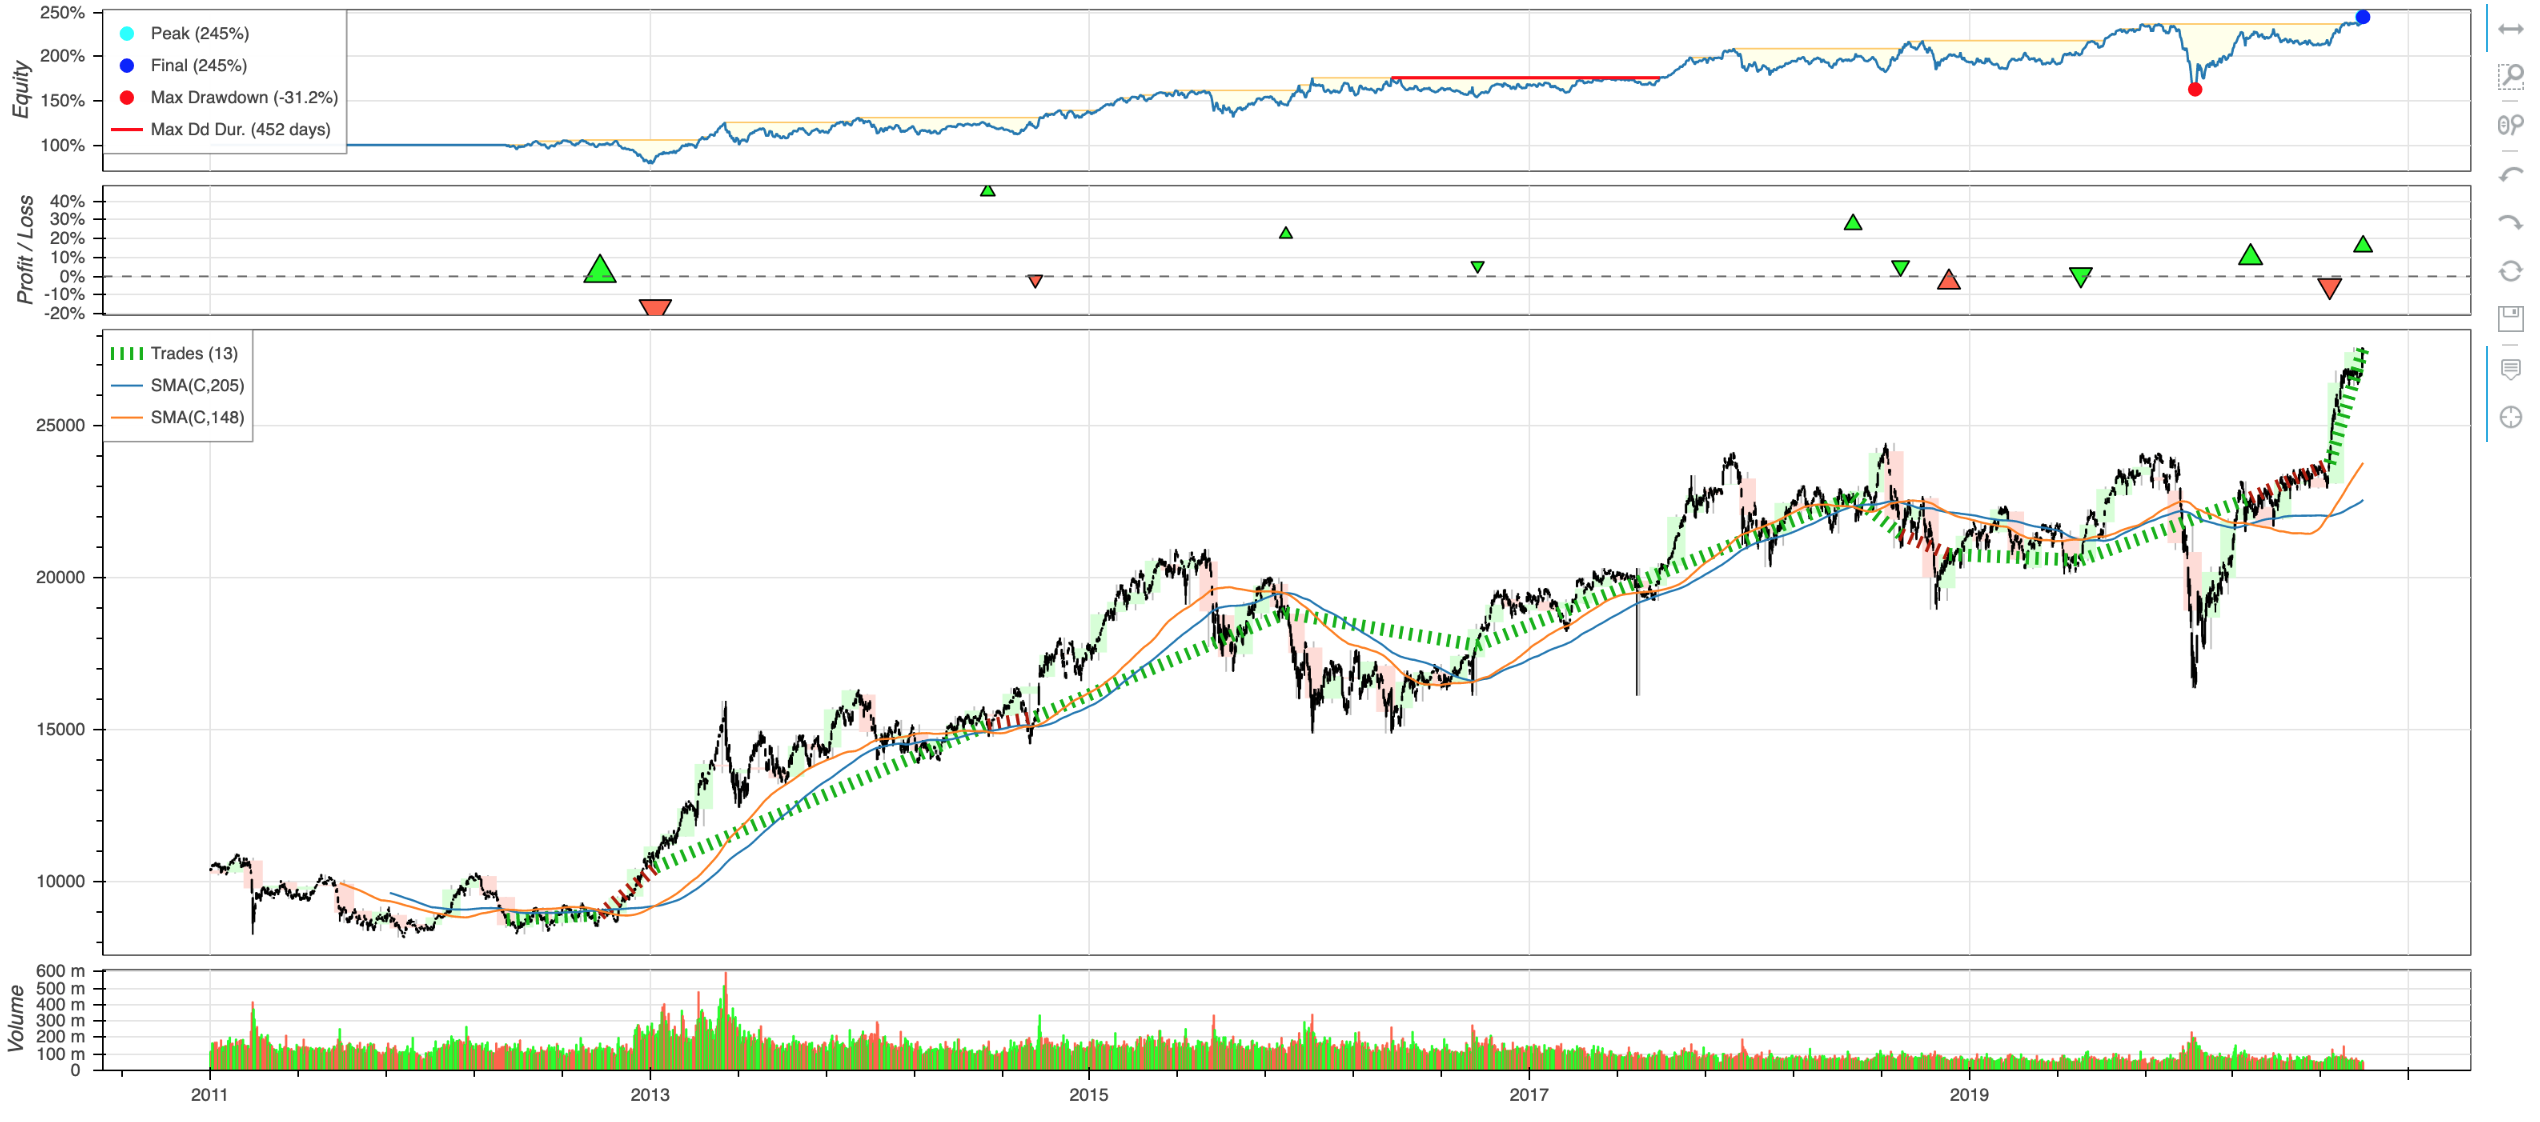 250%
200%
150%
100%
Equity
Peak (245%)
Final (245%)
Max Drawdown (-31.2%)
Max Dd Dur. (452 days)
40%
30%
20%
10%
0%
-10%
-20%
Profit / Loss
Trades (13)
SMA(C,205)
SMA(C,148)
25000
20000
15000
10000
600 m
500 m
400 m
300 m
200 m
100 m
0
Volume
2011
2013
2015
2017
2019